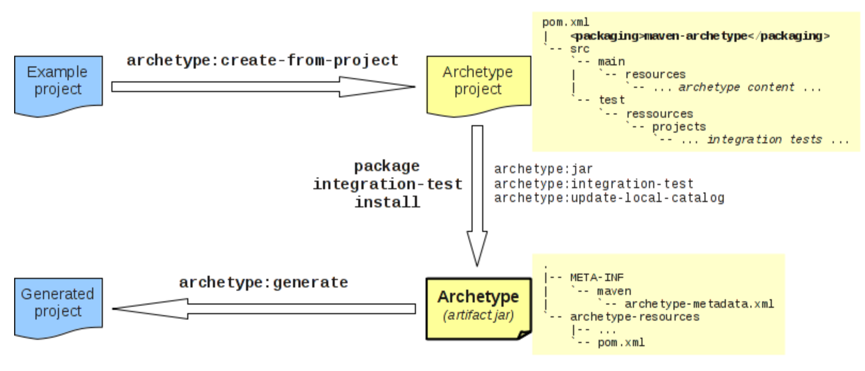 archetype:create-from-project
Example
project
Archetype
project
pom.xml
|   <packaging>maven-archetype</packaging>
`-- src
    `-- main
    |   `-- resources
    |       `-- ... archetype content ...
    `-- test
        `-- ressources
            `-- projects
                `-- ... integration tests ...
package
integration-test
install
archetype:jar
archetype:integration-test
archetype:update-local-catalog
archetype:generate
Generated
project
Archetype
(artifact jar)
.
|-- META-INF
|   `-- maven
|       `-- archetype-metadata.xml
`-- archetype-resources
    |-- ...
    `-- pom.xml